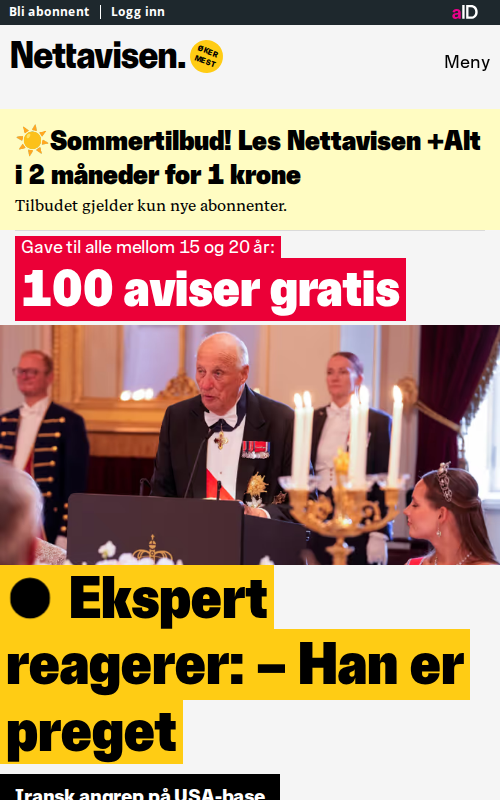 Bli abonnent | Logg inn
aID
Nettavisen.
ØKER
MEST
Meny
☀️Sommertilbud! Les Nettavisen +Alt
i 2 måneder for 1 krone
Tilbudet gjelder kun nye abonnenter.
Gave til alle mellom 15 og 20 år:
100 aviser gratis
● Ekspert
reagerer: – Han er
preget
Iransk angrep på USA-base